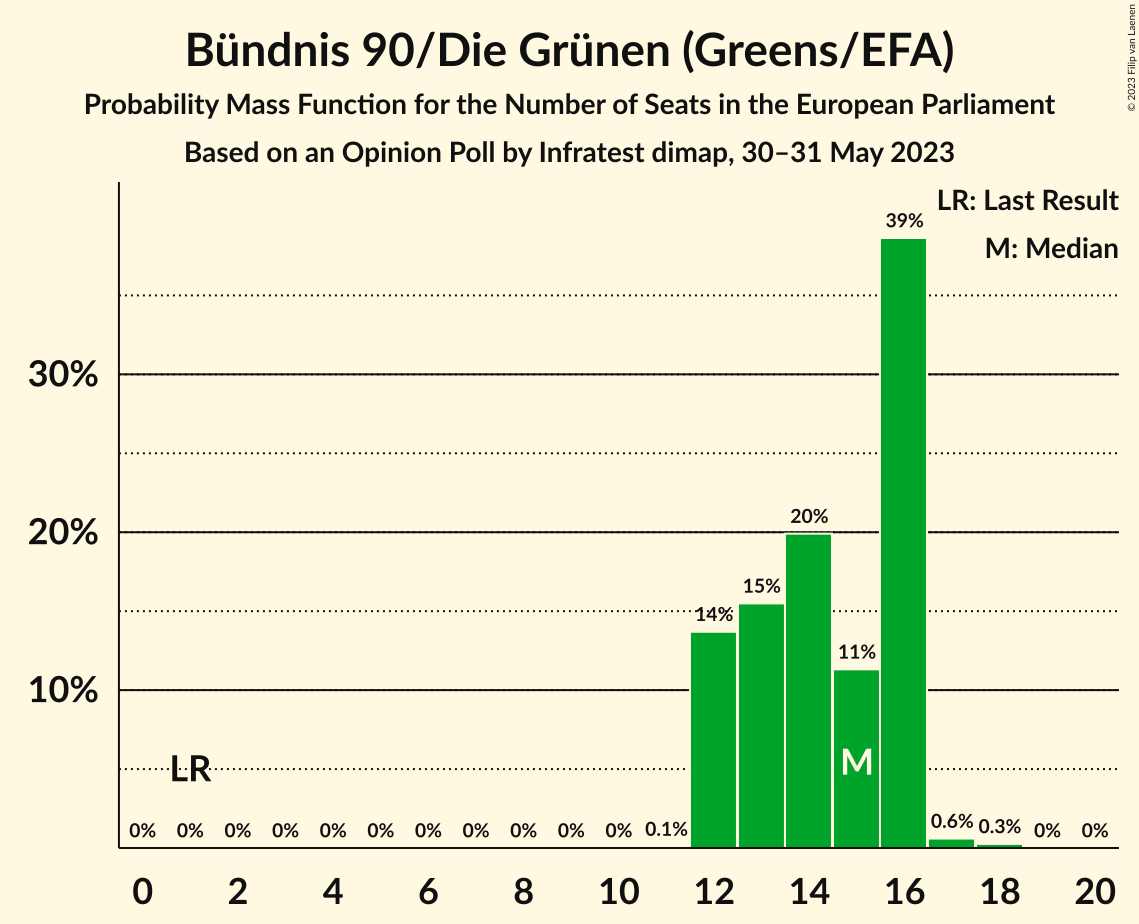 Bündnis 90/Die Grünen (Greens/EFA)
Probability Mass Function for the Number of Seats in the European Parliament
Based on an Opinion Poll by Infratest dimap, 30–31 May 2023
© 2023 Filip van Laenen
LR: Last Result
M: Median
39%
30%
20%
20%
15%
14%
11%
10%
LR
M
0% 0% 0% 0% 0% 0% 0% 0% 0% 0% 0% 0.1% 0.6% 0.3% 0% 0%
0 2 4 6 8 10 12 14 16 18 20